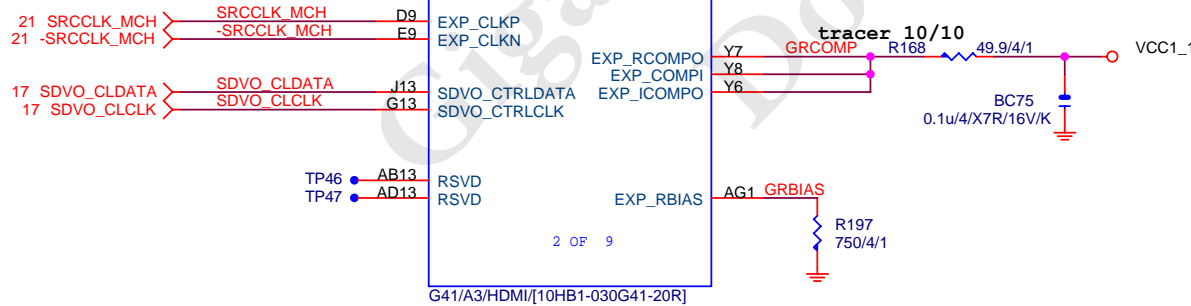 21 SRCCLK_MCH SRCCLK_MCH D9 EXP_CLKP
21 -SRCCLK_MCH -SRCCLK_MCH E9 EXP_CLKN
tracer 10/10
EXP_RCOMPO Y7 GRCOMP R168 49.9/4/1 VCC1_1
EXP_COMPI Y8
EXP_ICOMPO Y6
17 SDVO_CLDATA SDVO_CLDATA J13 SDVO_CTRLDATA
17 SDVO_CLCLK SDVO_CLCLK G13 SDVO_CTRLCLK
BC75
0.1u/4/X7R/16V/K
TP46 AB13 RSVD
TP47 AD13 RSVD
EXP_RBIAS AG1 GRBIAS
R197
750/4/1
2 OF 9
G41/A3/HDMI/[10HB1-030G41-20R]